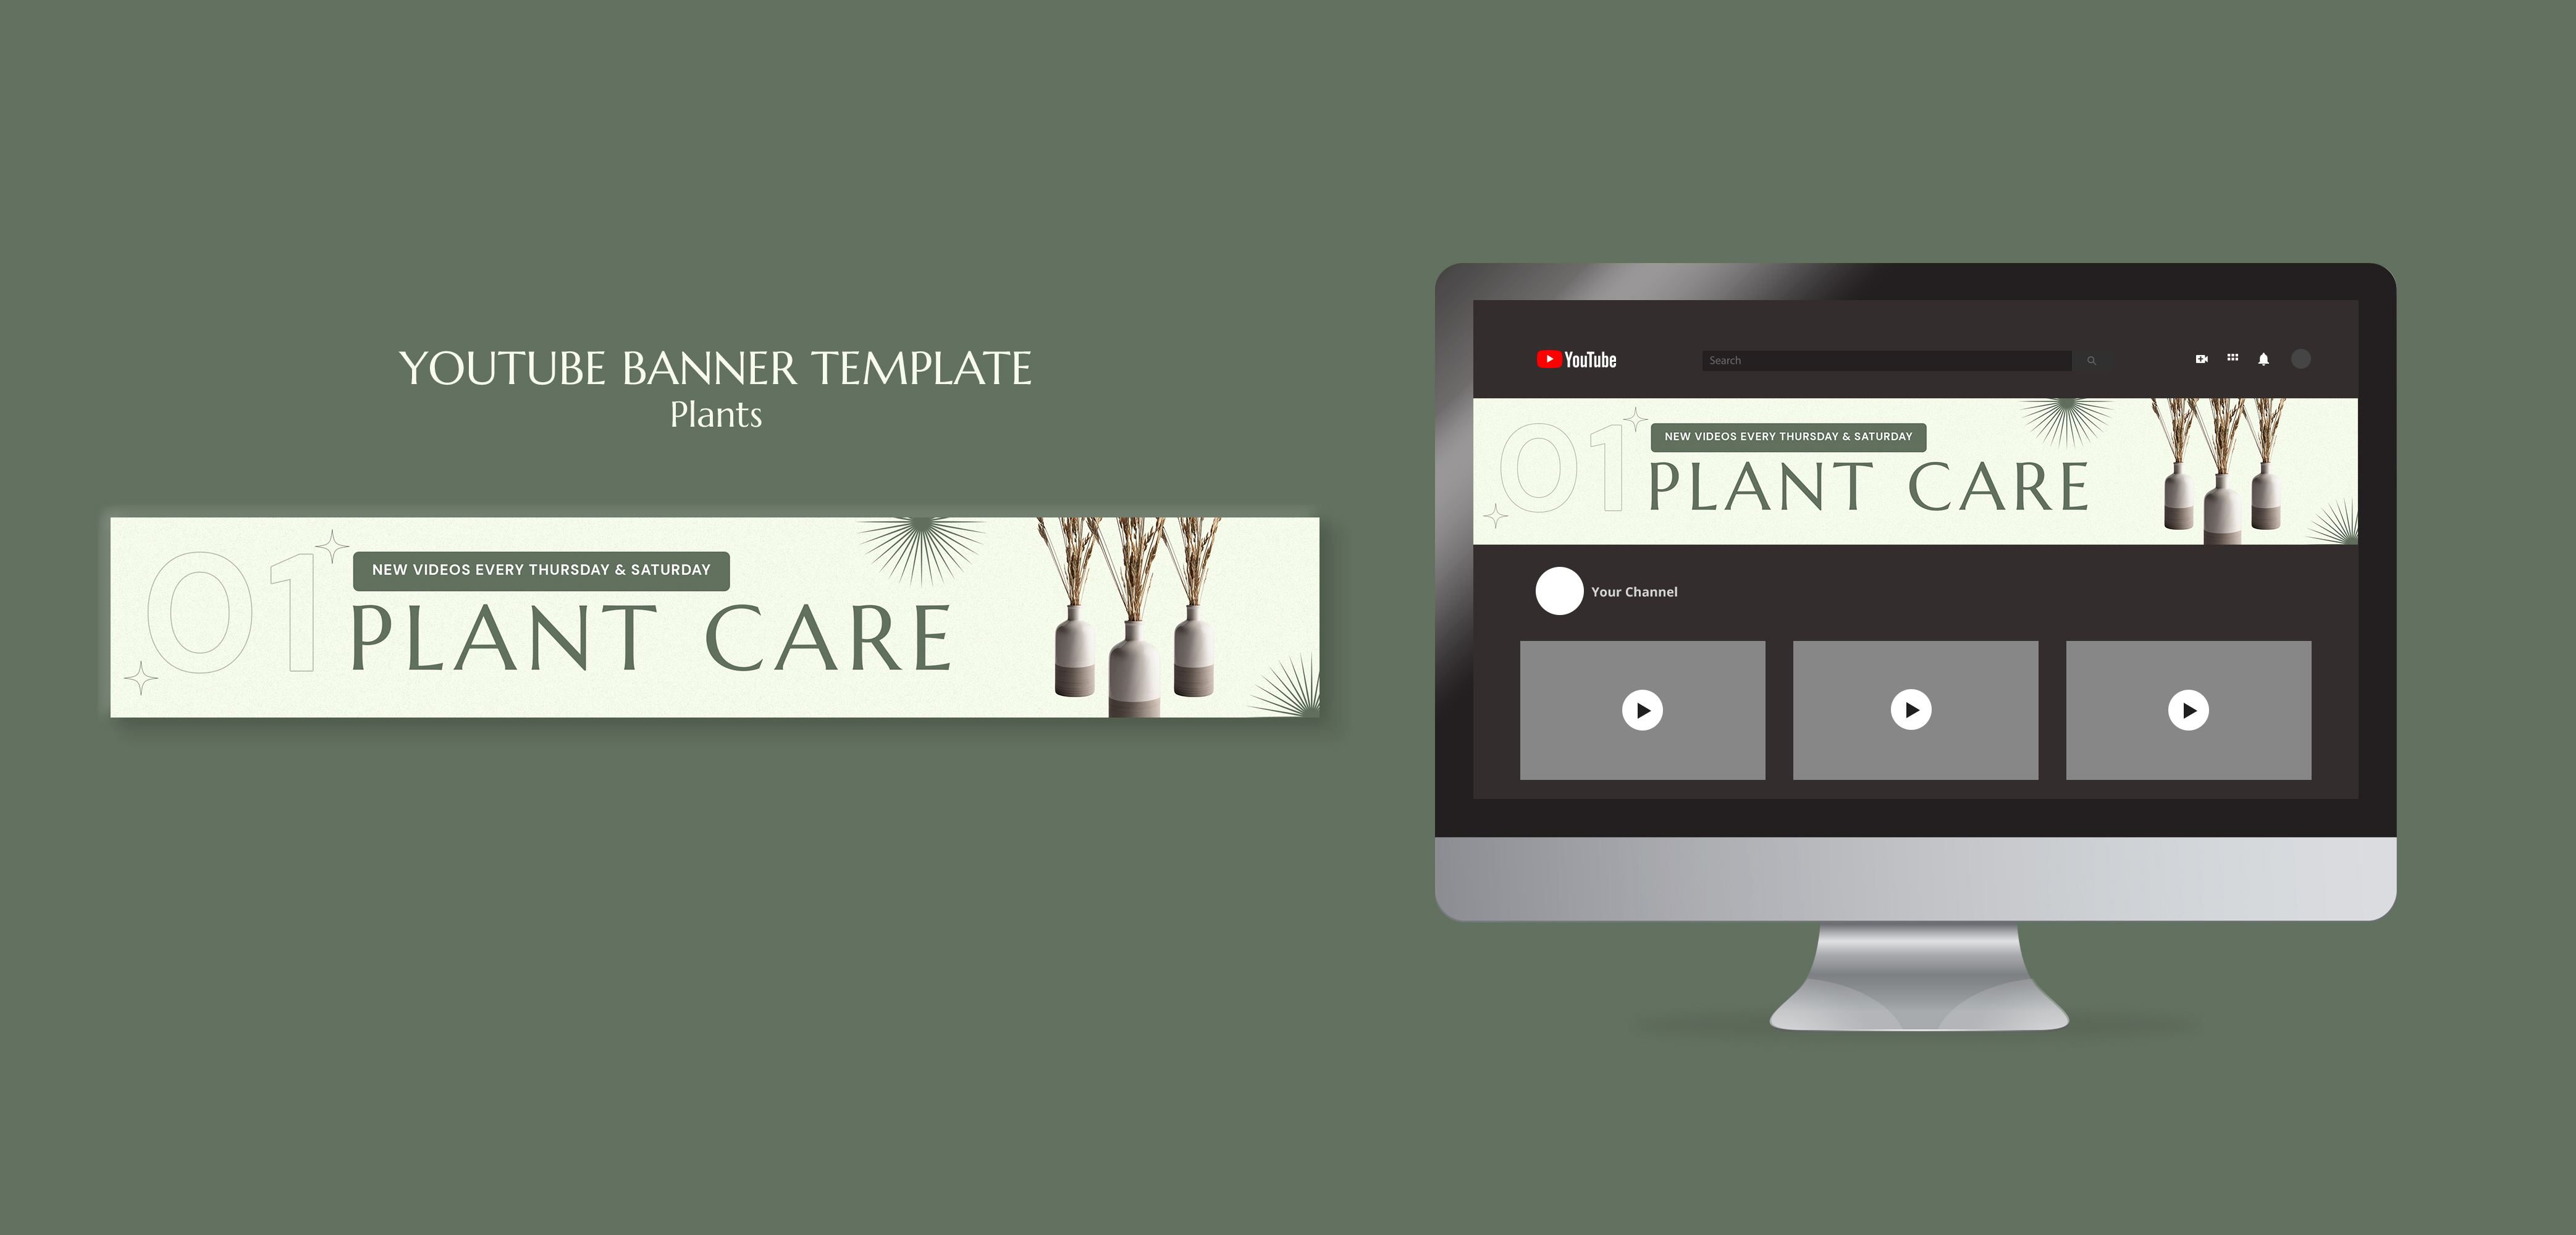 YOUTUBE BANNER TEMPLATE
Plants
01
NEW VIDEOS EVERY THURSDAY & SATURDAY
PLANT CARE
YouTube
Search
01
NEW VIDEOS EVERY THURSDAY & SATURDAY
PLANT CARE
Your Channel